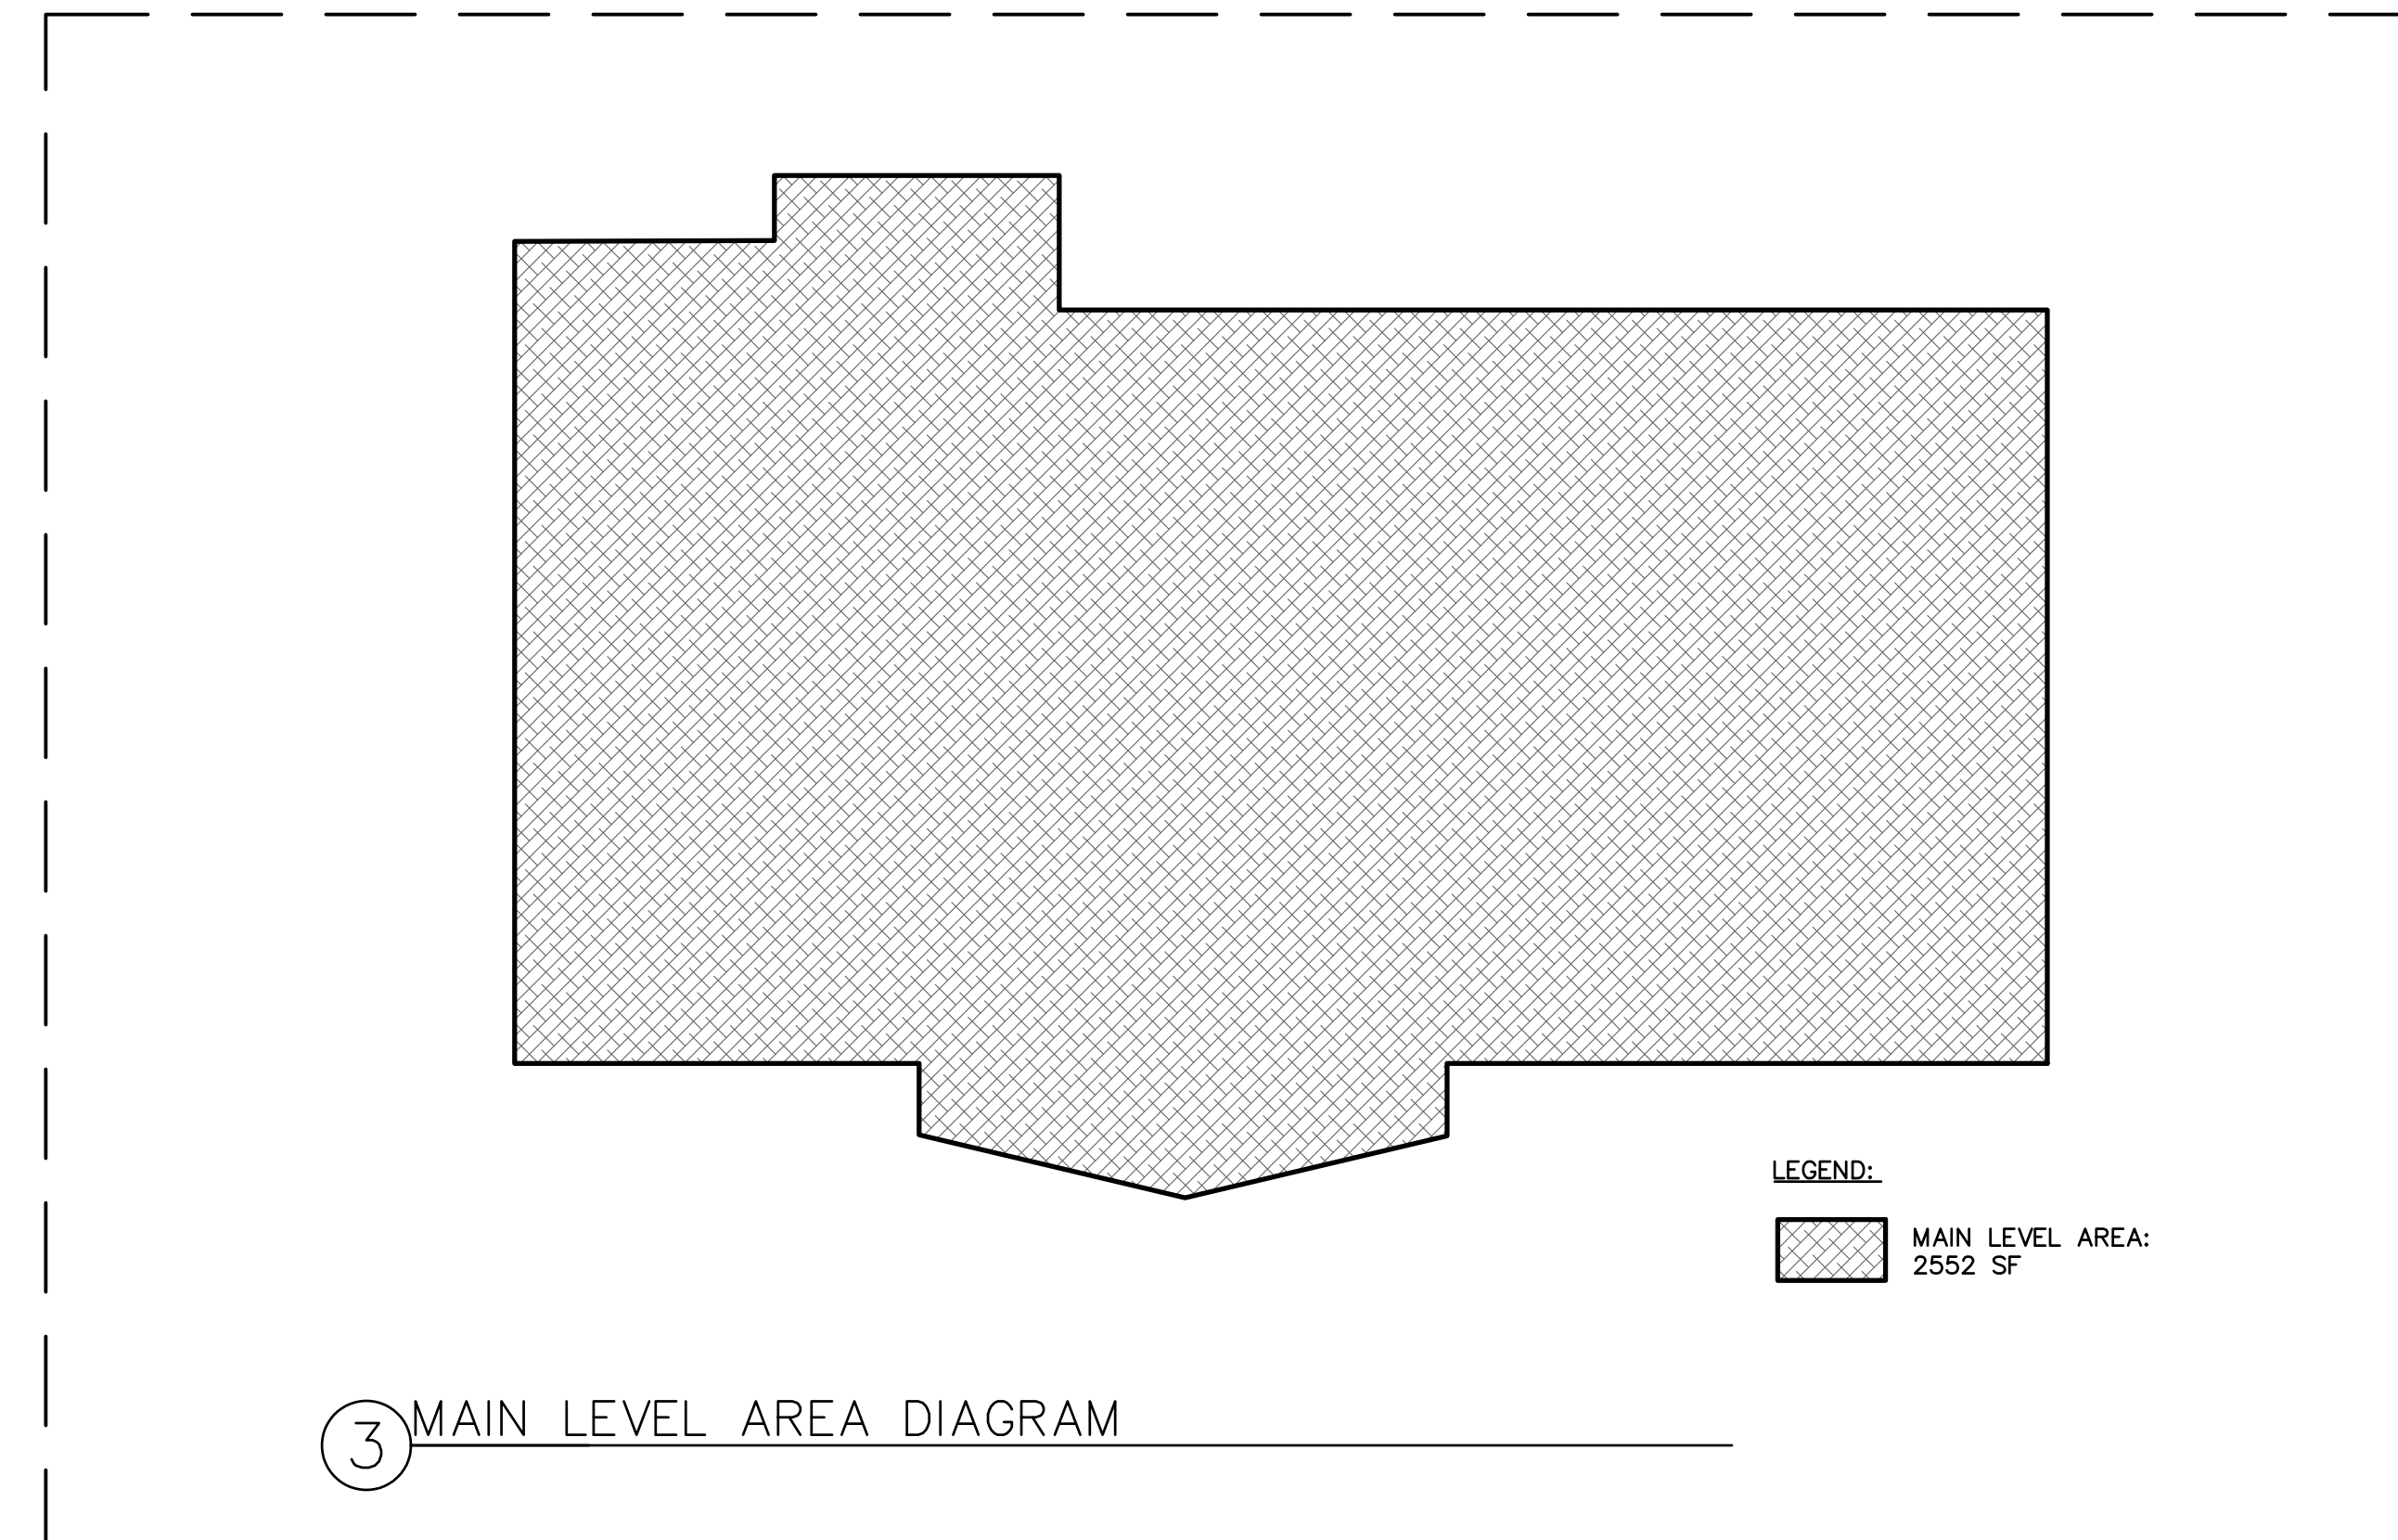 LEGEND:
MAIN LEVEL AREA:
2552 SF
3 MAIN LEVEL AREA DIAGRAM